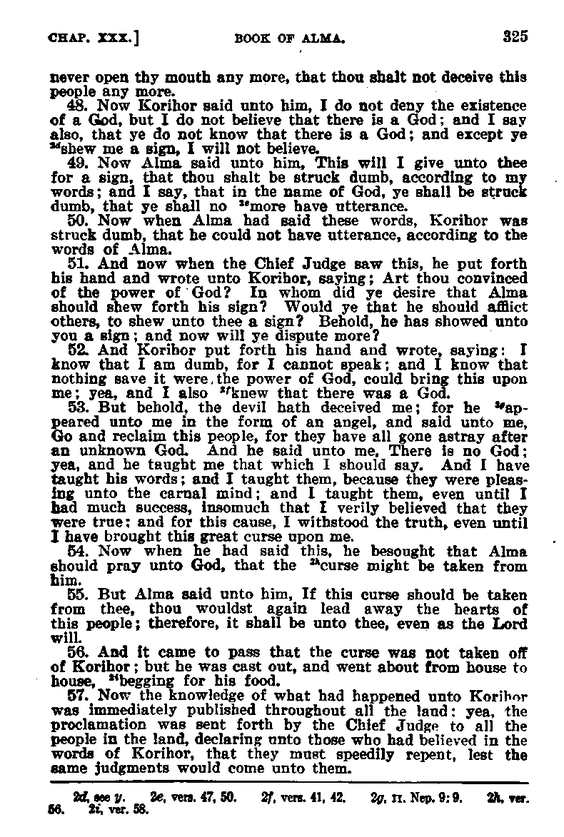 CHAP. XXX.] BOOK OF ALMA. 325
never open thy mouth any more, that thou shalt not deceive this
people any more.
48. Now Korihor said unto him, I do not deny the existence
of a God, but I do not believe that there is a God; and I say
also, that ye do not know that there is a God; and except ye
²ᵈshew me a sign, I will not believe.
49. Now Alma said unto him, This will I give unto thee
for a sign, that thou shalt be struck dumb, according to my
words; and I say, that in the name of God, ye shall be struck
dumb, that ye shall no ²ᵉmore have utterance.
50. Now when Alma had said these words, Korihor was
struck dumb, that he could not have utterance, according to the
words of Alma.
51. And now when the Chief Judge saw this, he put forth
his hand and wrote unto Korihor, saying; Art thou convinced
of the power of God? In whom did ye desire that Alma
should shew forth his sign? Would ye that he should afflict
others, to shew unto thee a sign? Behold, he has showed unto
you a sign; and now will ye dispute more?
52. And Korihor put forth his hand and wrote, saying: I
know that I am dumb, for I cannot speak; and I know that
nothing save it were the power of God, could bring this upon
me; yea, and I also ²ᶠknew that there was a God.
53. But behold, the devil hath deceived me; for he ²ᵍap-
peared unto me in the form of an angel, and said unto me,
Go and reclaim this people, for they have all gone astray after
an unknown God. And he said unto me, There is no God;
yea, and he taught me that which I should say. And I have
taught his words; and I taught them, because they were pleas-
ing unto the carnal mind; and I taught them, even until I
had much success, insomuch that I verily believed that they
were true; and for this cause, I withstood the truth, even until
I have brought this great curse upon me.
54. Now when he had said this, he besought that Alma
should pray unto God, that the ²ʰcurse might be taken from
him.
55. But Alma said unto him, If this curse should be taken
from thee, thou wouldst again lead away the hearts of
this people; therefore, it shall be unto thee, even as the Lord
will.
56. And it came to pass that the curse was not taken off
of Korihor; but he was cast out, and went about from house to
house, ²ⁱbegging for his food.
57. Now the knowledge of what had happened unto Korihor
was immediately published throughout all the land; yea, the
proclamation was sent forth by the Chief Judge to all the
people in the land, declaring unto those who had believed in the
words of Korihor, that they must speedily repent, lest the
same judgments would come unto them.
2d, see y. 2e, vers. 47, 50. 2f, vers. 41, 42. 2g, II. Nep. 9: 9. 2h, ver.
56. 2i, ver. 58.